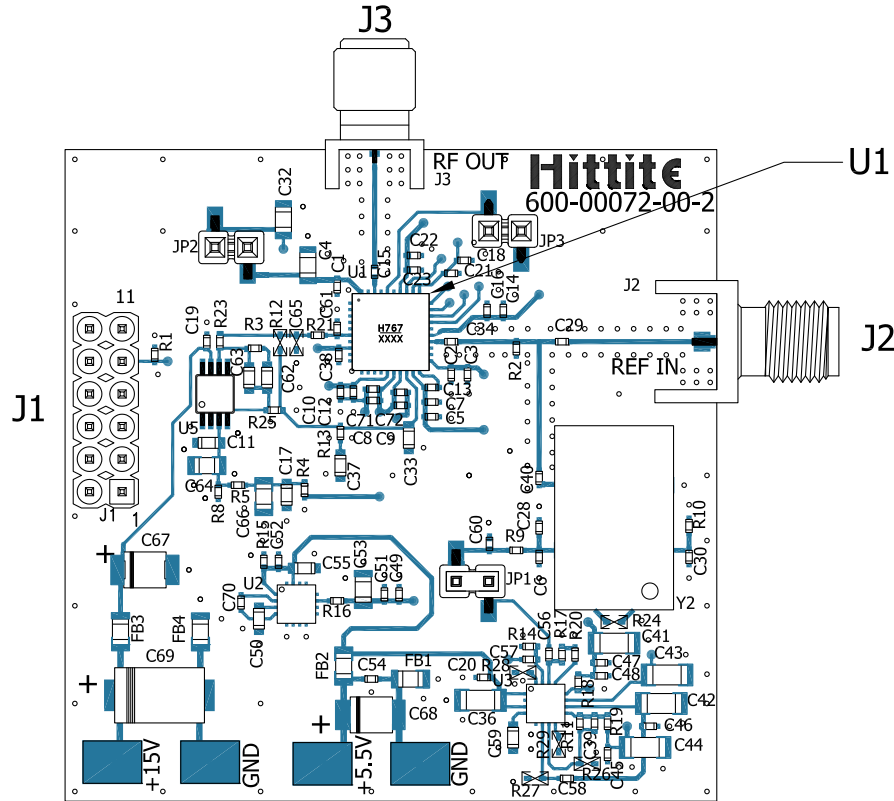 J3
RF OUT
J3
Hittite
600-00072-00-2
U1
C32
JP2
C4
C1
U1
C15
C22
C23
C18
JP3
C21
C16
C14
J2
J2
REF IN
11
R1
C19
R23
R3
R12
C65
R21
C61
H767
XXXX
C34
C29
C2
C3
R2
C38
C63
C62
J1
U5
R25
C10
C12
C71
C72
C8
C9
C13
C7
C5
C11
R13
C37
C33
C64
R8
R5
C66
C17
R4
J1
1
C40
C28
C60
R9
C6
R10
C30
Y2
+
C67
R15
C52
C55
C53
C51
C49
U2
C70
R16
C50
JP1
FB3
FB4
C69
+
FB2
C54
FB1
C68
+
C20
C36
R28
U3
C57
R14
C56
R17
R20
R24
C41
C43
C47
C48
R18
C42
C46
C44
C59
R29
R11
C39
R19
C45
R26
R27
C58
+15V
GND
+5.5V
GND